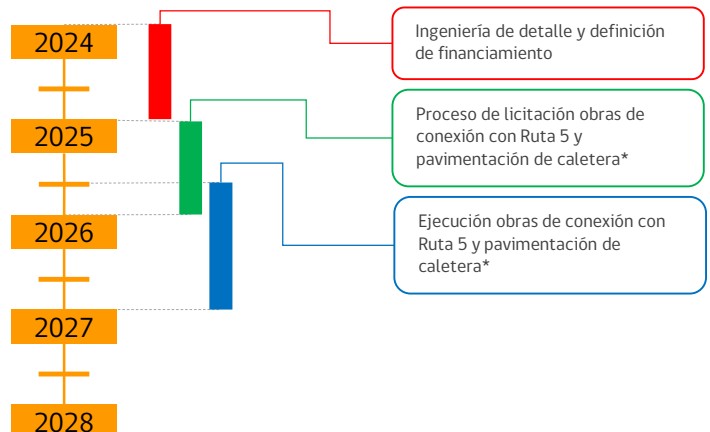 2024
Ingeniería de detalle y definición
de financiamiento
Proceso de licitación obras de
conexión con Ruta 5 y
pavimentación de caletera*
2025
Ejecución obras de conexión con
Ruta 5 y pavimentación de
caletera*
2026
2027
2028